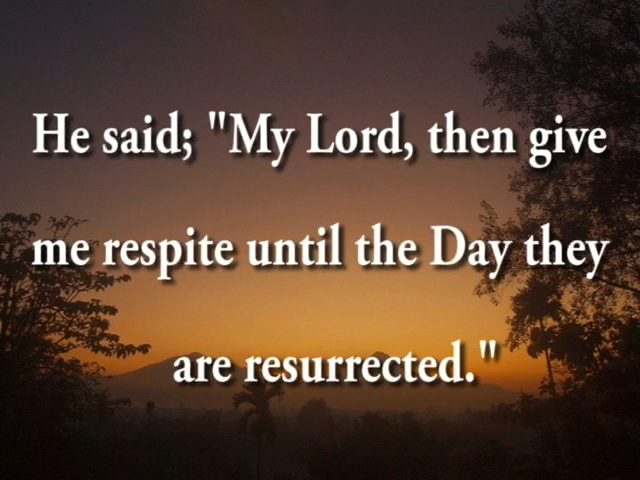 He said; "My Lord, then give
me respite until the Day they
are resurrected."